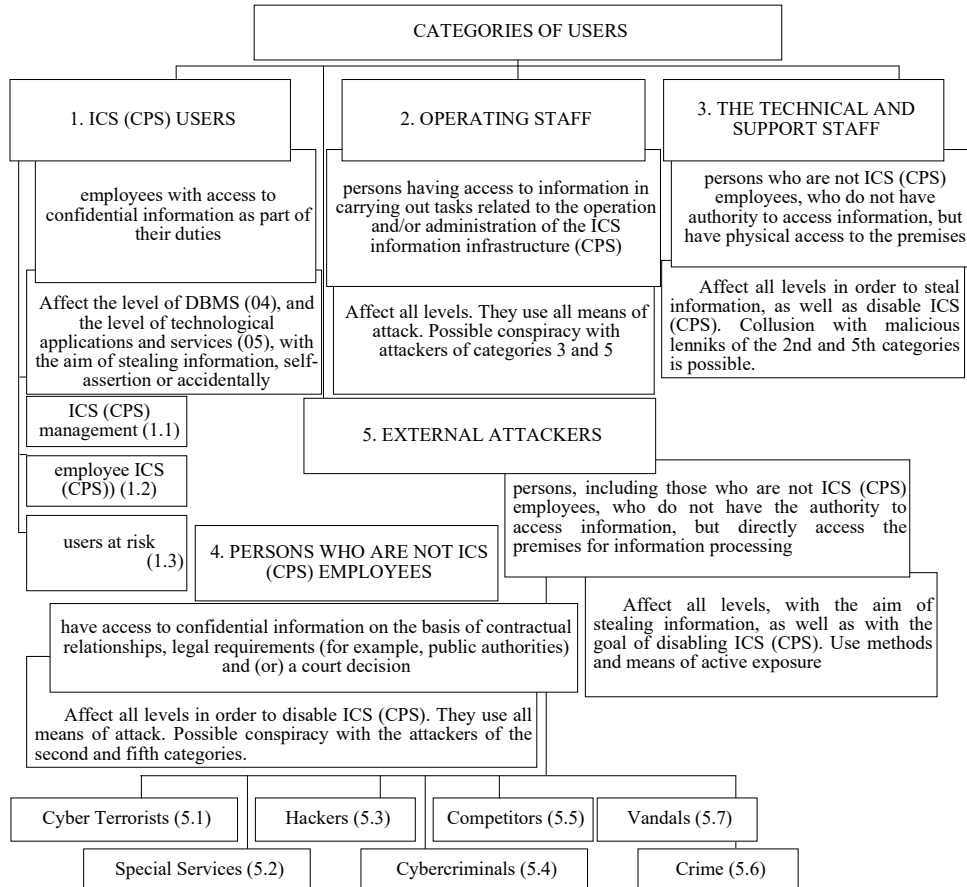 CATEGORIES OF USERS
1. ICS (CPS) USERS
employees with access to
confidential information as part of
their duties
Affect the level of DBMS (04), and
the level of technological
applications and services (05),
with the aim of stealing information, self-
assertion or accidentally
ICS (CPS)
management (1.1)
employee ICS
(CPS)) (1.2)
users at risk
(1.3)
2. OPERATING STAFF
persons having access to information in
carrying out tasks related to the operation
and/or administration of the ICS
information infrastructure (CPS)
Affect all levels. They use all means of
attack. Possible conspiracy with
attackers of categories 3 and 5
3. THE TECHNICAL AND
SUPPORT STAFF
persons who are not ICS (CPS)
employees, who do not have
authority to access information, but
have physical access to the premises
Affect all levels in order to steal
information, as well as disable ICS
(CPS). Collusion with malicious
lenniks of the 2nd and 5th categories
is possible.
5. EXTERNAL ATTACKERS
persons, including those who are not ICS (CPS)
employees, who do not have the authority to
access information, but directly access the
premises for information processing
Affect all levels, with the aim of
stealing information, as well as with the
goal of disabling ICS (CPS). Use methods
and means of active exposure
4. PERSONS WHO ARE NOT ICS
(CPS) EMPLOYEES
have access to confidential information on the basis of contractual
relationships, legal requirements (for example, public authorities)
and (or) a court decision
Affect all levels in order to disable ICS (CPS). They use all
means of attack. Possible conspiracy with the attackers of the
second and fifth categories.
Cyber Terrorists (5.1)
Hackers (5.3)
Competitors (5.5)
Vandals (5.7)
Special Services (5.2)
Cybercriminals (5.4)
Crime (5.6)